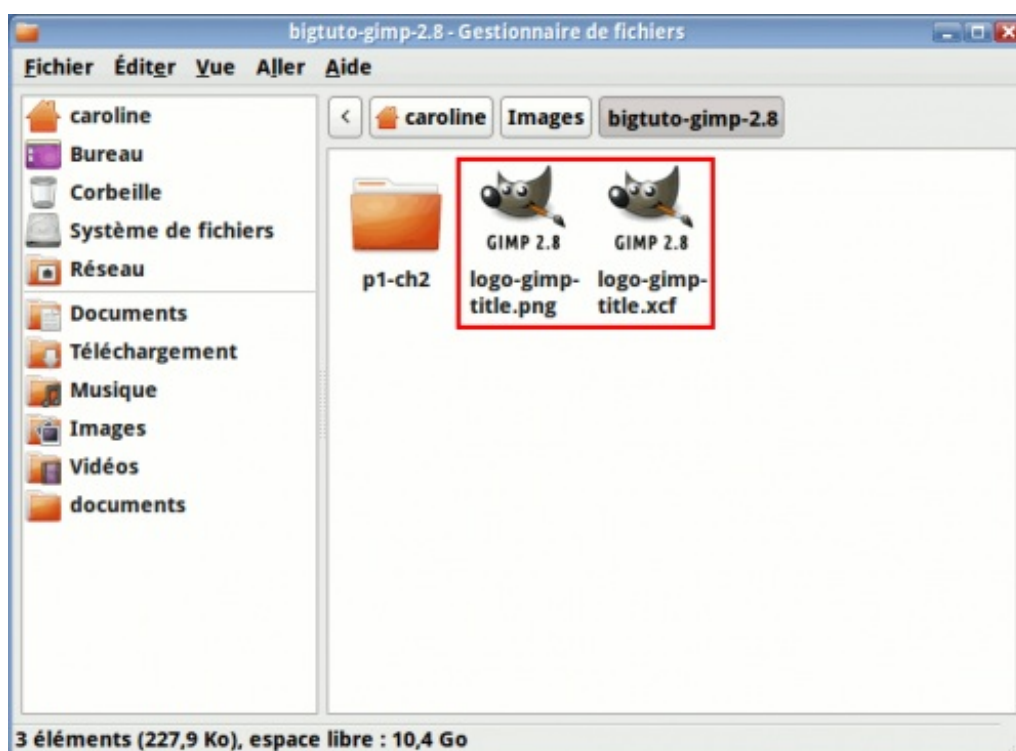 bigtuto-gimp-2.8 - Gestionnaire de fichiers
Fichier Éditer Vue Aller Aide
caroline
Bureau
Corbeille
Système de fichiers
Réseau
Documents
Téléchargement
Musique
Images
Vidéos
documents
< caroline Images bigtuto-gimp-2.8
GIMP 2.8 GIMP 2.8
p1-ch2 logo-gimp- logo-gimp-
title.png title.xcf
3 éléments (227,9 Ko), espace libre : 10,4 Go